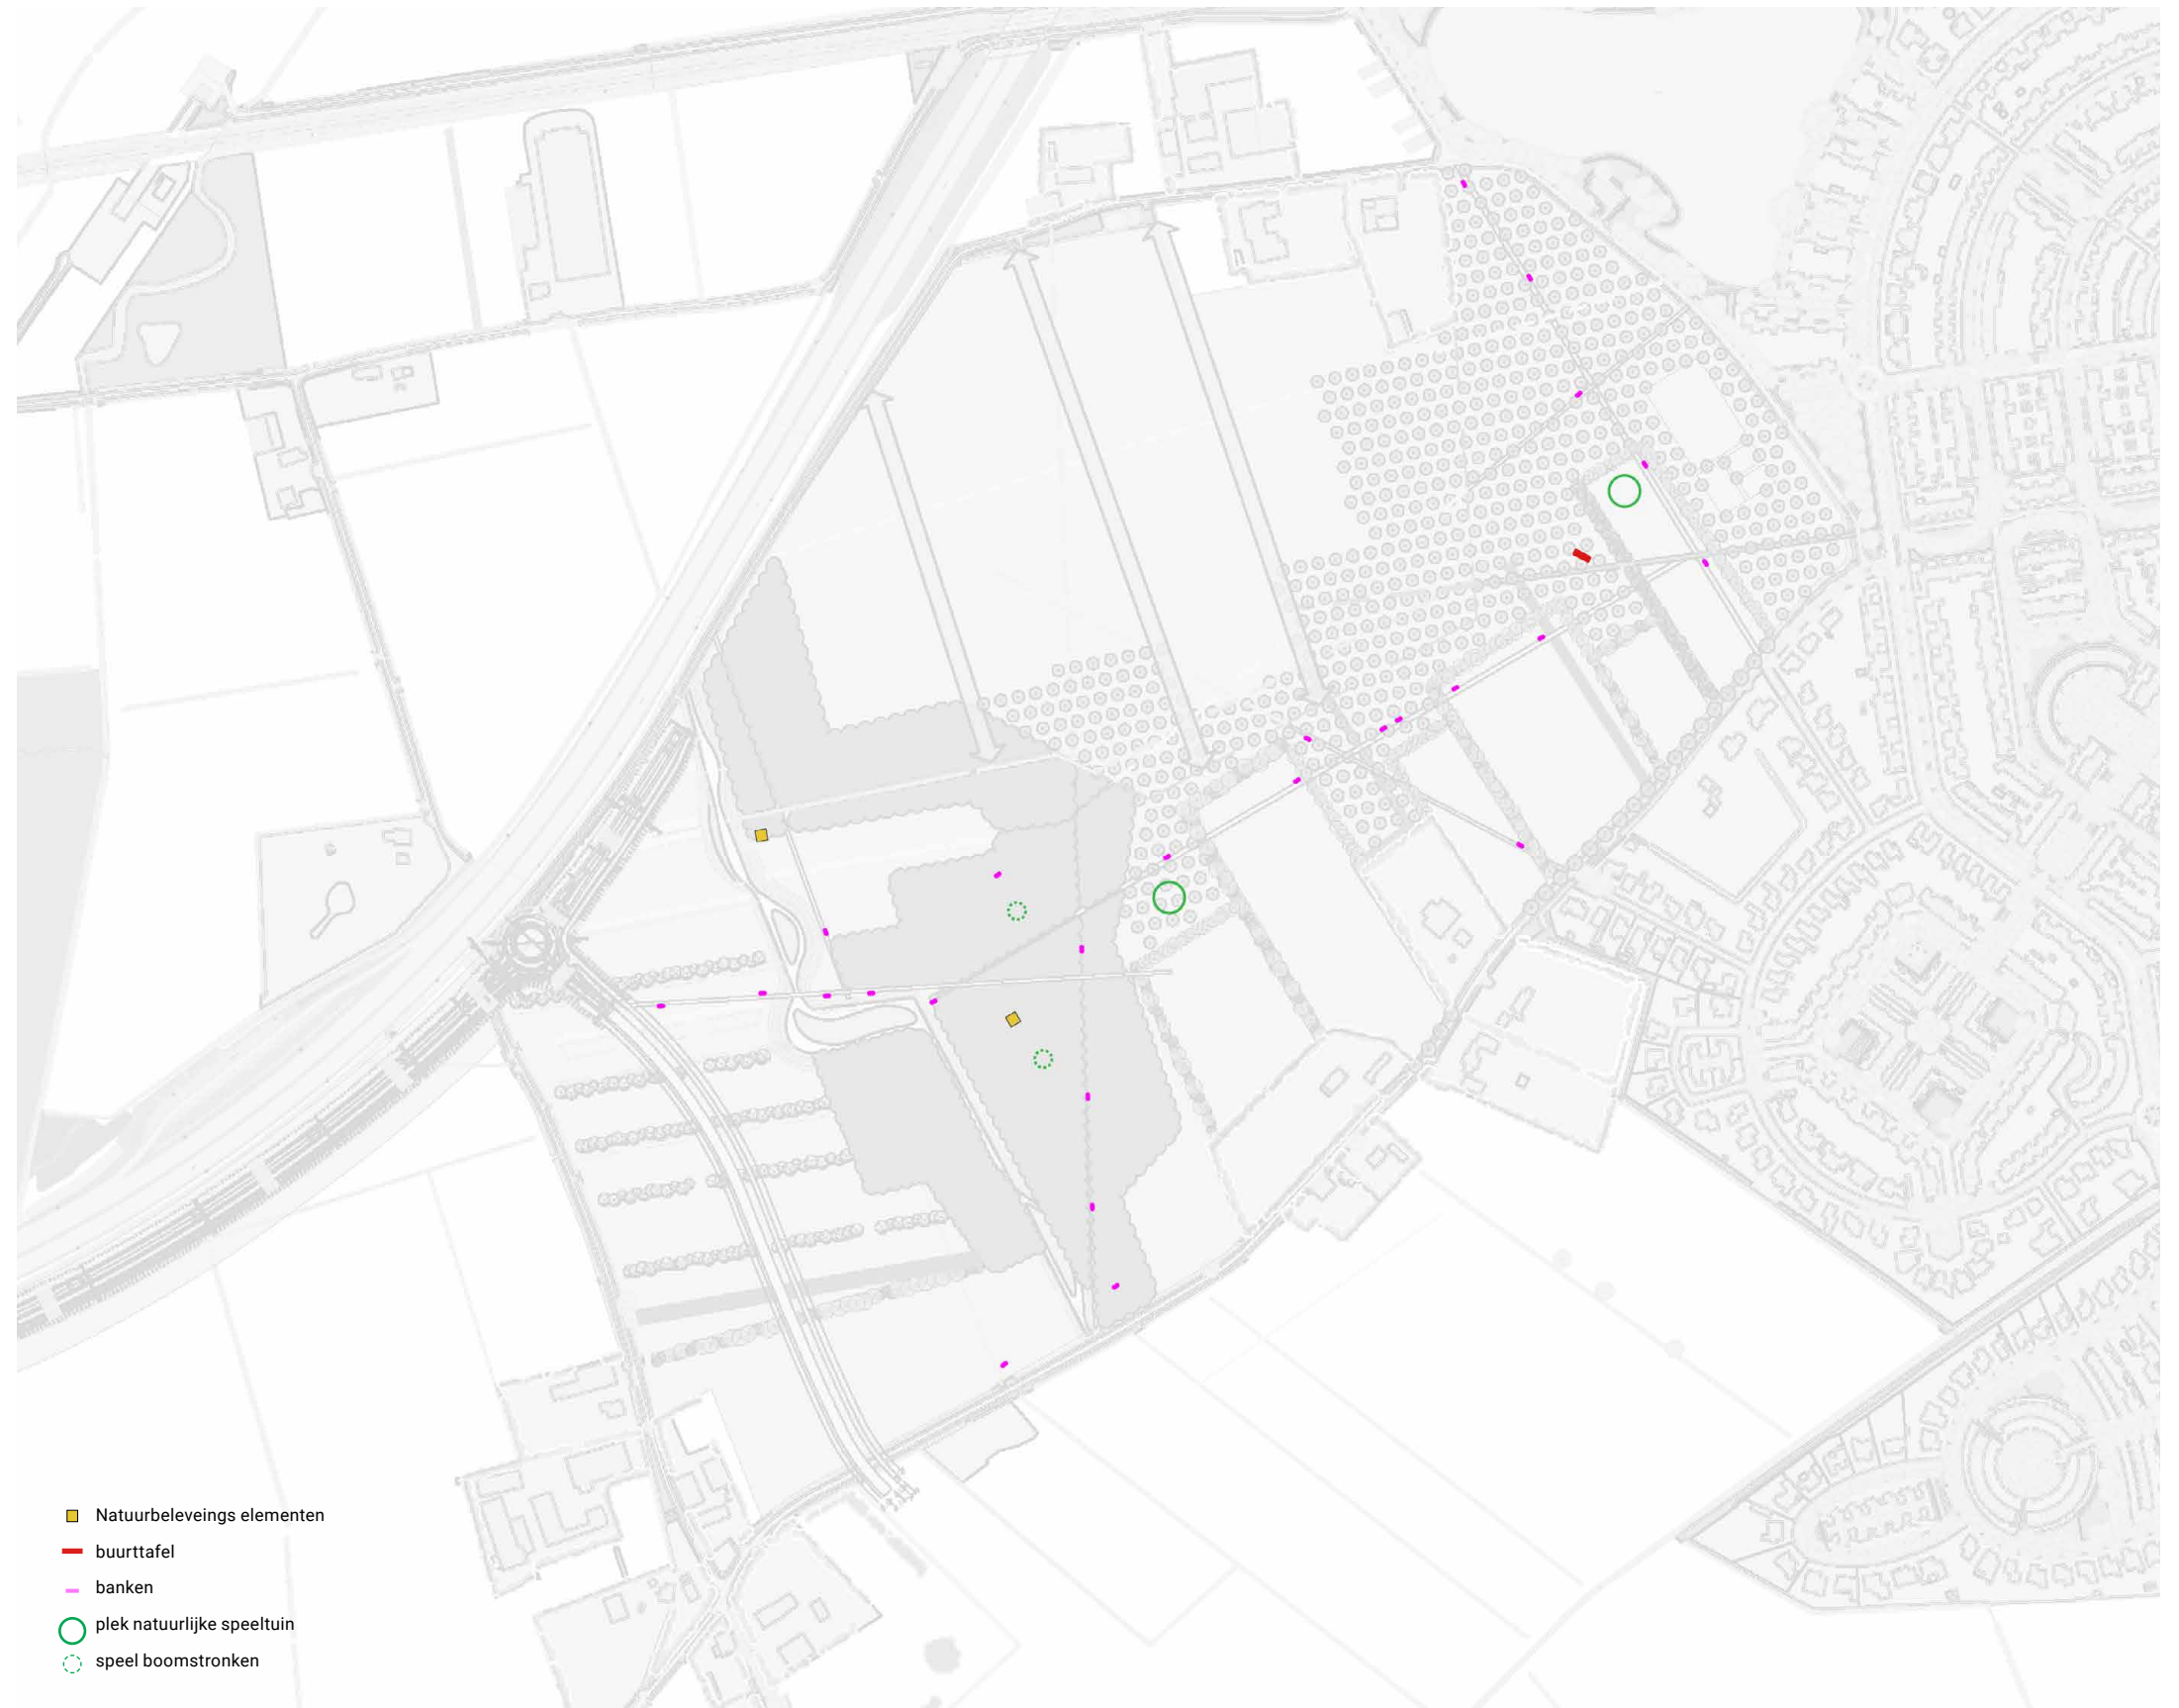 Natuurbeleveings elementen
buurttafel
banken
plek natuurlijke speeltuin
speel boomstronken